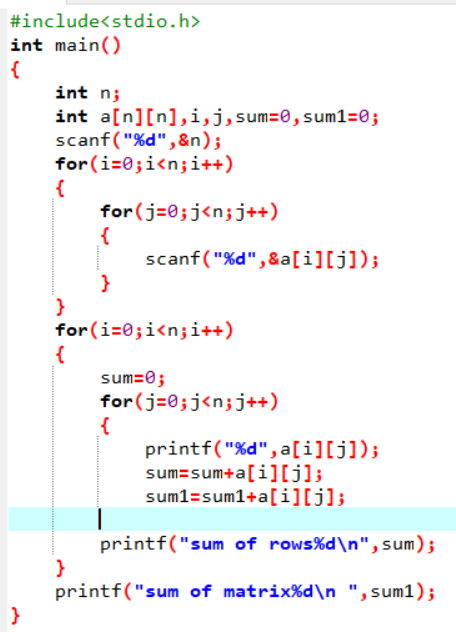 #include<stdio.h>
int main()
{
    int n;
    int a[n][n],i,j,sum=0,sum1=0;
    scanf("%d",&n);
    for(i=0;i<n;i++)
    {
        for(j=0;j<n;j++)
        {
            scanf("%d",&a[i][j]);
        }
    }
    for(i=0;i<n;i++)
    {
        sum=0;
        for(j=0;j<n;j++)
        {
            printf("%d",a[i][j]);
            sum=sum+a[i][j];
            sum1=sum1+a[i][j];
        printf("sum of rows%d\n",sum);
    }
    printf("sum of matrix%d\n ",sum1);
}